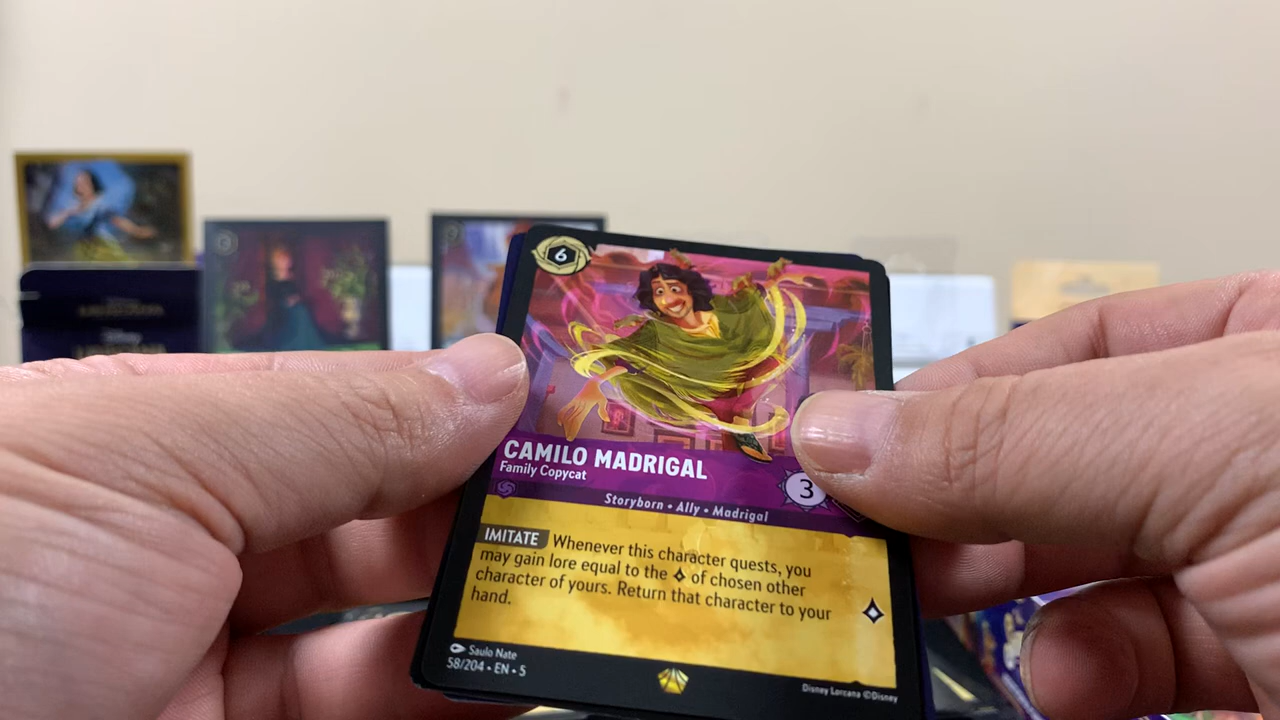 6
CAMILO MADRIGAL
Family Copycat
3
Storyborn • Ally • Madrigal
IMITATE Whenever this character quests, you
may gain lore equal to the of chosen other
character of yours. Return that character to your
hand.
Saulo Nate
58/204 • EN • 5
Disney Lorcana ©Disney